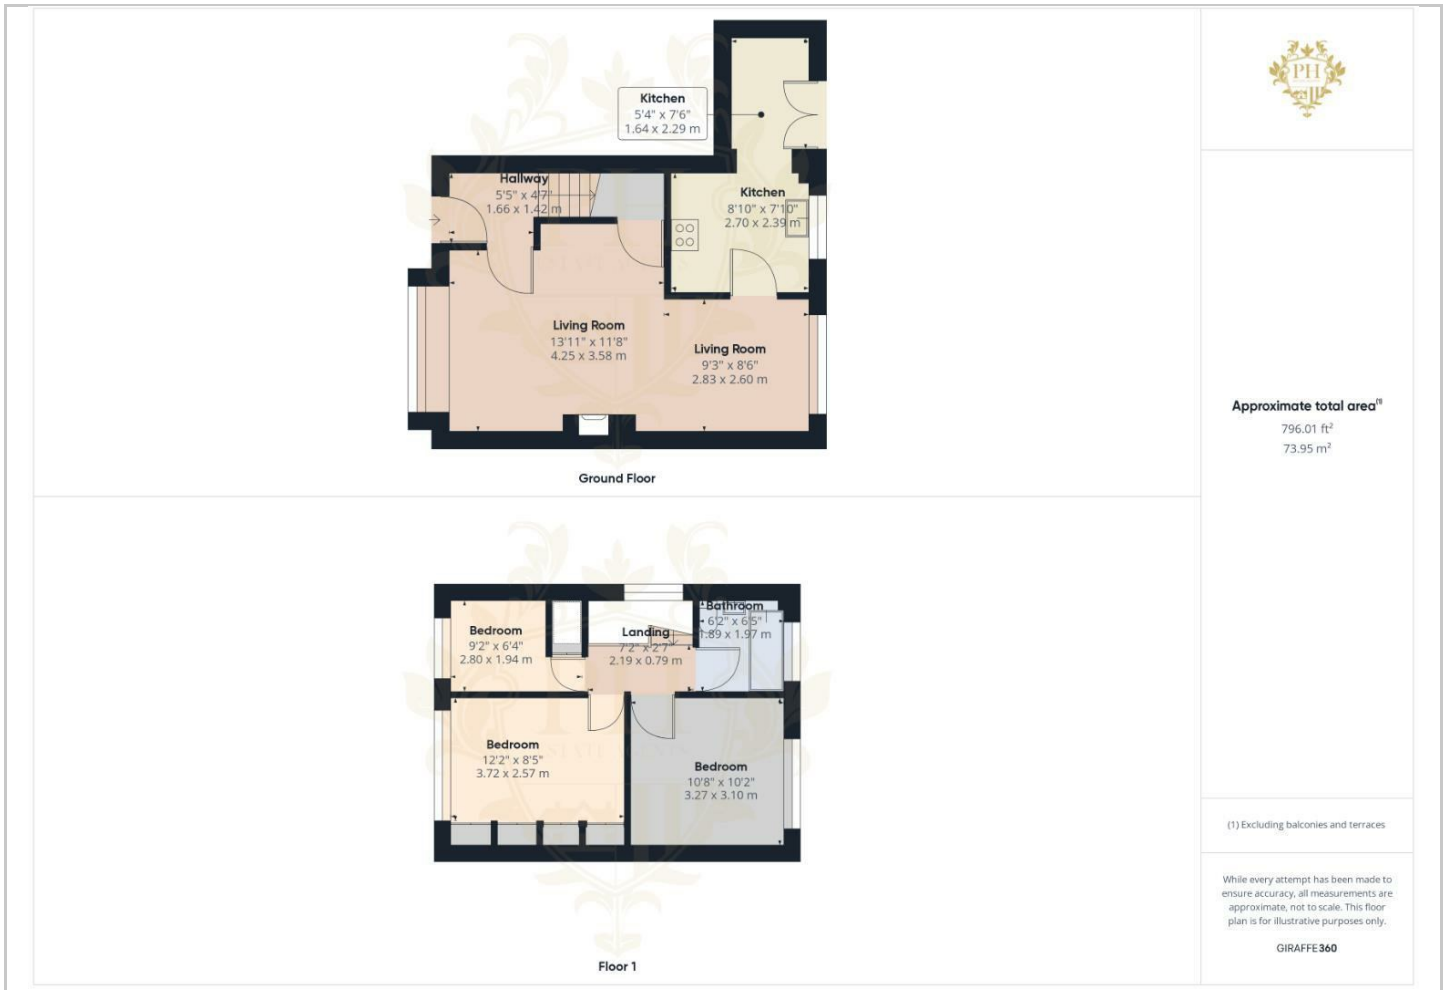 Kitchen
5'4" x 7'6"
1.64 x 2.29 m
Hallway
5'5" x 4'7"
1.66 x 1.42 m
Kitchen
8'10" x 7'10"
2.70 x 2.39 m
Living Room
13'11" x 11'8"
4.25 x 3.58 m
Living Room
9'3" x 8'6"
2.83 x 2.60 m
Ground Floor
Bedroom
9'2" x 6'4"
2.80 x 1.94 m
Landing
7'2" x 2'7"
2.19 x 0.79 m
Bathroom
6'2" x 6'5"
1.89 x 1.97 m
Bedroom
12'2" x 8'5"
3.72 x 2.57 m
Bedroom
10'8" x 10'2"
3.27 x 3.10 m
Floor 1
PH
Approximate total area⁽¹⁾
796.01 ft²
73.95 m²
(1) Excluding balconies and terraces
While every attempt has been made to
ensure accuracy, all measurements are
approximate, not to scale. This floor
plan is for illustrative purposes only.
GIRAFFE360